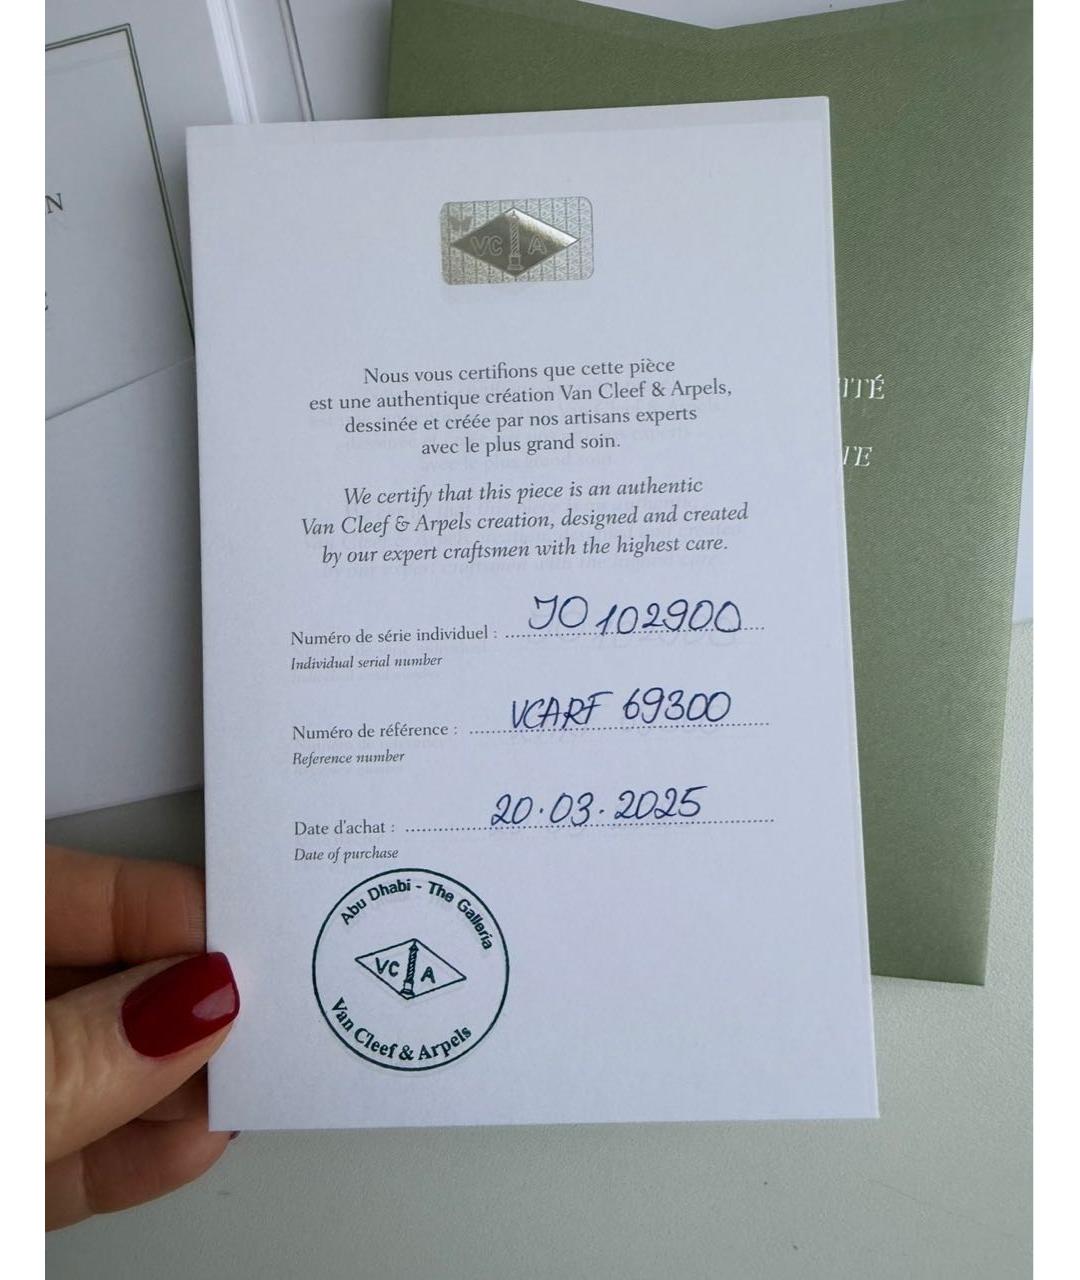 N
VC A
ITÉ
TE
Nous vous certifions que cette pièce
est une authentique création Van Cleef & Arpels,
dessinée et créée par nos artisans experts
avec le plus grand soin.
We certify that this piece is an authentic
Van Cleef & Arpels creation, designed and created
by our expert craftsmen with the highest care.
Numéro de série individuel : JO102900
Individual serial number
Numéro de référence : VCARF 69300
Reference number
Date d'achat : 20.03.2025
Date of purchase
Abu Dhabi - The Galleria
VC A
Van Cleef & Arpels